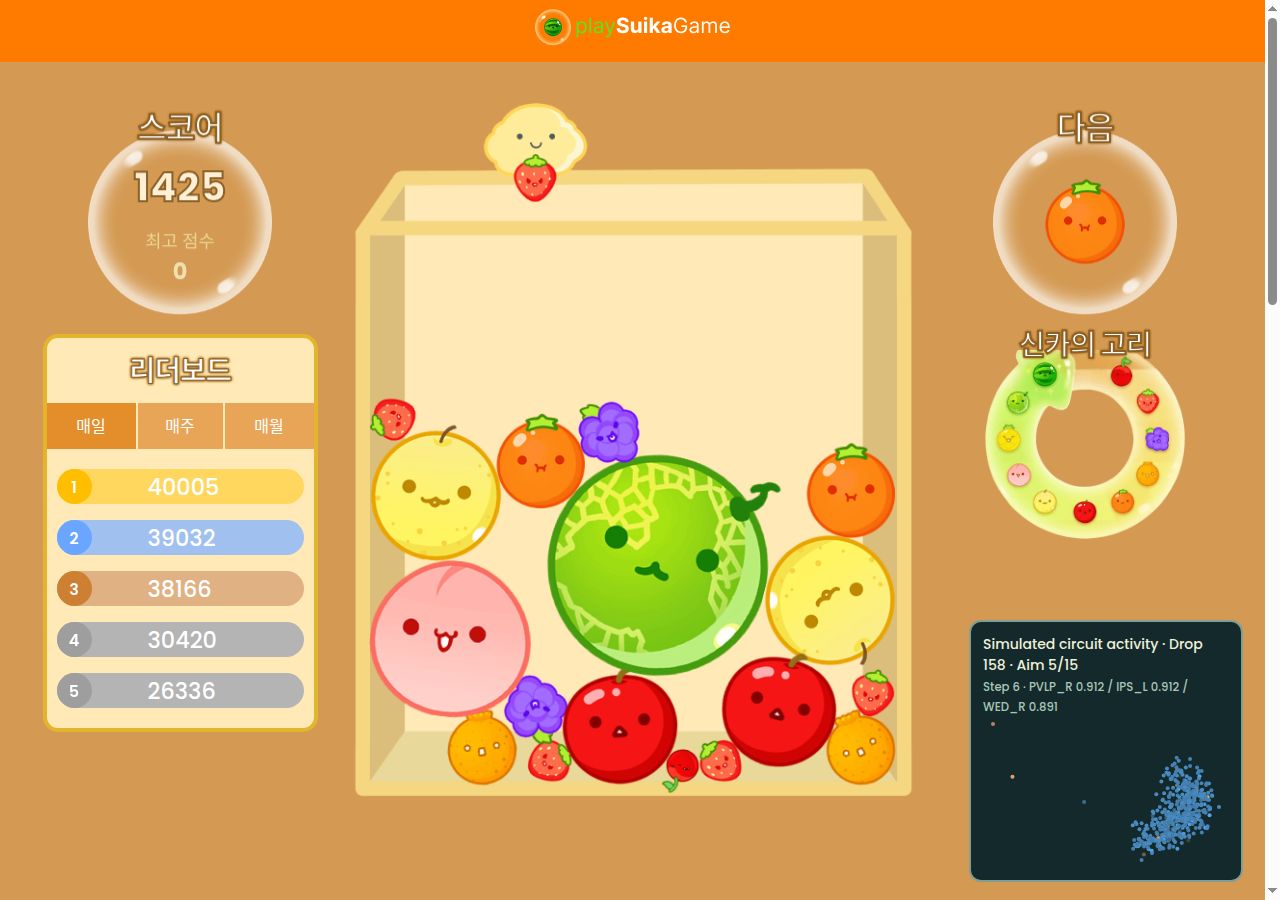 playSuikaGame
스코어
1425
최고 점수
0
리더보드
매일 매주 매월
1 40005
2 39032
3 38166
4 30420
5 26336
다음
신카의 고리
Simulated circuit activity · Drop
158 · Aim 5/15
Step 6 · PVLP_R 0.912 / IPS_L 0.912 /
WED_R 0.891